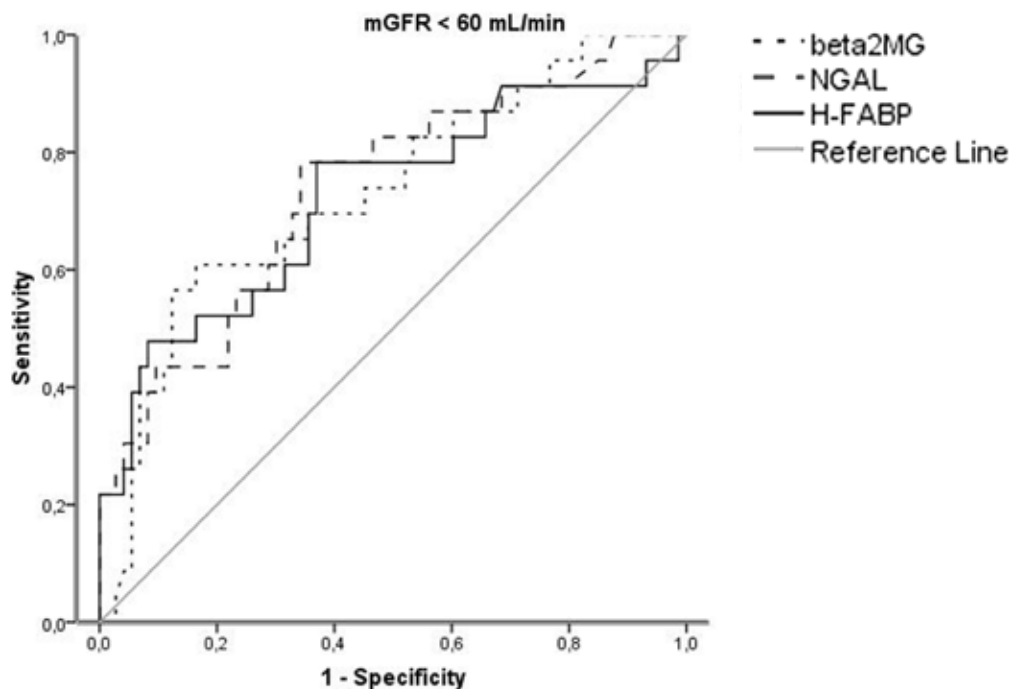 mGFR < 60 mL/min
1,0
0,8
0,6
0,4
0,2
0,0
Sensitivity
0,0 0,2 0,4 0,6 0,8 1,0
1 - Specificity
beta2MG
NGAL
H-FABP
Reference Line